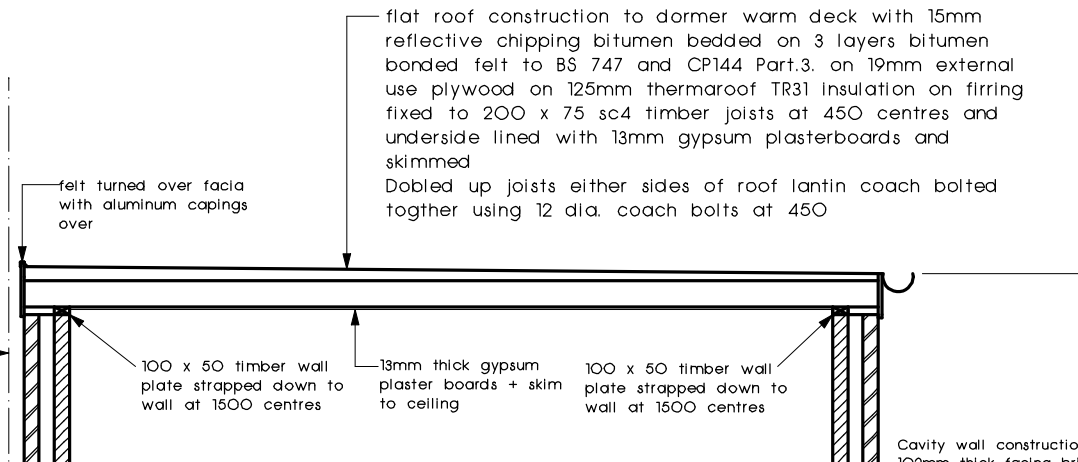 flat roof construction to dormer warm deck with 15mm
reflective chipping bitumen bedded on 3 layers bitumen
bonded felt to BS 747 and CP144 Part.3. on 19mm external
use plywood on 125mm thermaroof TR31 insulation on firring
fixed to 200 x 75 sc4 timber joists at 450 centres and
underside lined with 13mm gypsum plasterboards and
skimmed
Dobled up joists either sides of roof lantin coach bolted
togther using 12 dia. coach bolts at 450
felt turned over facia
with aluminum capings
over
100 x 50 timber wall
plate strapped down to
wall at 1500 centres
13mm thick gypsum
plaster boards + skim
to ceiling
100 x 50 timber wall
plate strapped down to
wall at 1500 centres
Cavity wall constructio
thick facing